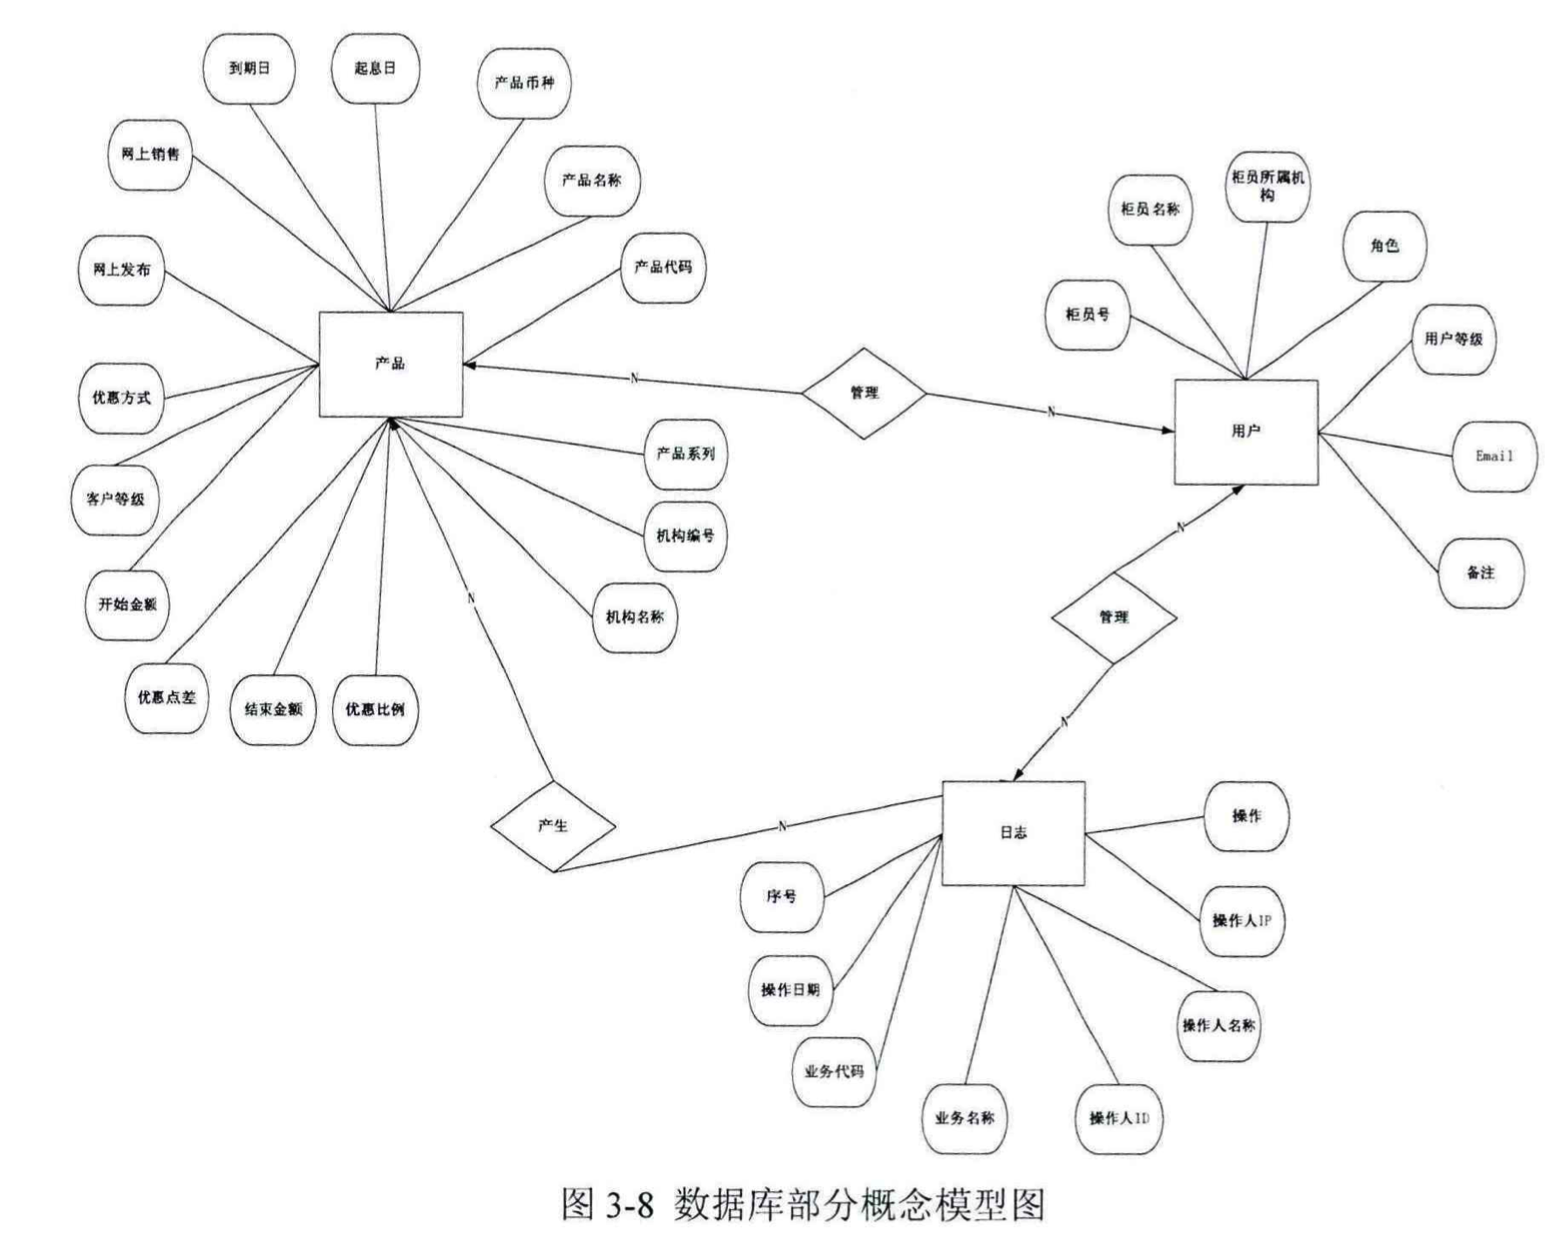 到期日
起息日
产品币种
网上销售
产品名称
柜员所属机
构
柜员名称
角色
产品代码
网上发布
柜员号
用户等级
产品
管理
N
N
用户
优惠方式
产品系列
Email
客户等级
N
机构编号
备注
开始金额
N
机构名称
管理
优惠点差
结束金额
优惠比例
N
产生
N
日志
操作
序号
操作人IP
操作日期
操作人名称
业务代码
业务名称
操作人ID
图 3-8 数据库部分概念模型图